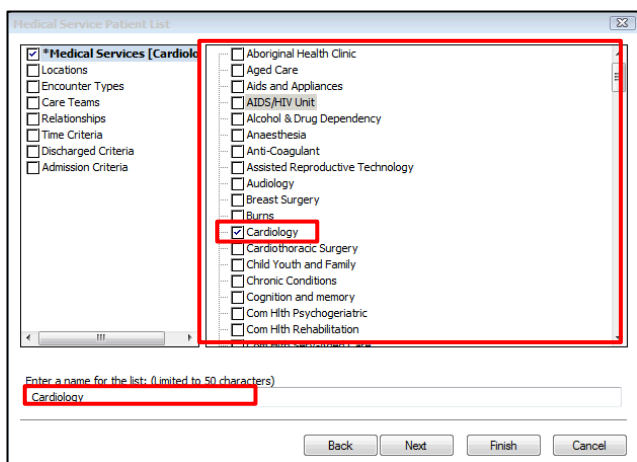 Medical Service Patient List
*Medical Services [Cardiolo
Locations
Encounter Types
Care Teams
Relationships
Time Criteria
Discharged Criteria
Admission Criteria
Aboriginal Health Clinic
Aged Care
Aids and Appliances
AIDS/HIV Unit
Alcohol & Drug Dependency
Anaesthesia
Anti-Coagulant
Assisted Reproductive Technology
Audiology
Breast Surgery
Burns
Cardiology
Cardiothoracic Surgery
Child Youth and Family
Chronic Conditions
Cognition and memory
Com Hlth Psychogeriatric
Com Hlth Rehabilitation
Enter a name for the list: (Limited to 50 characters)
Cardiology
Back Next Finish Cancel